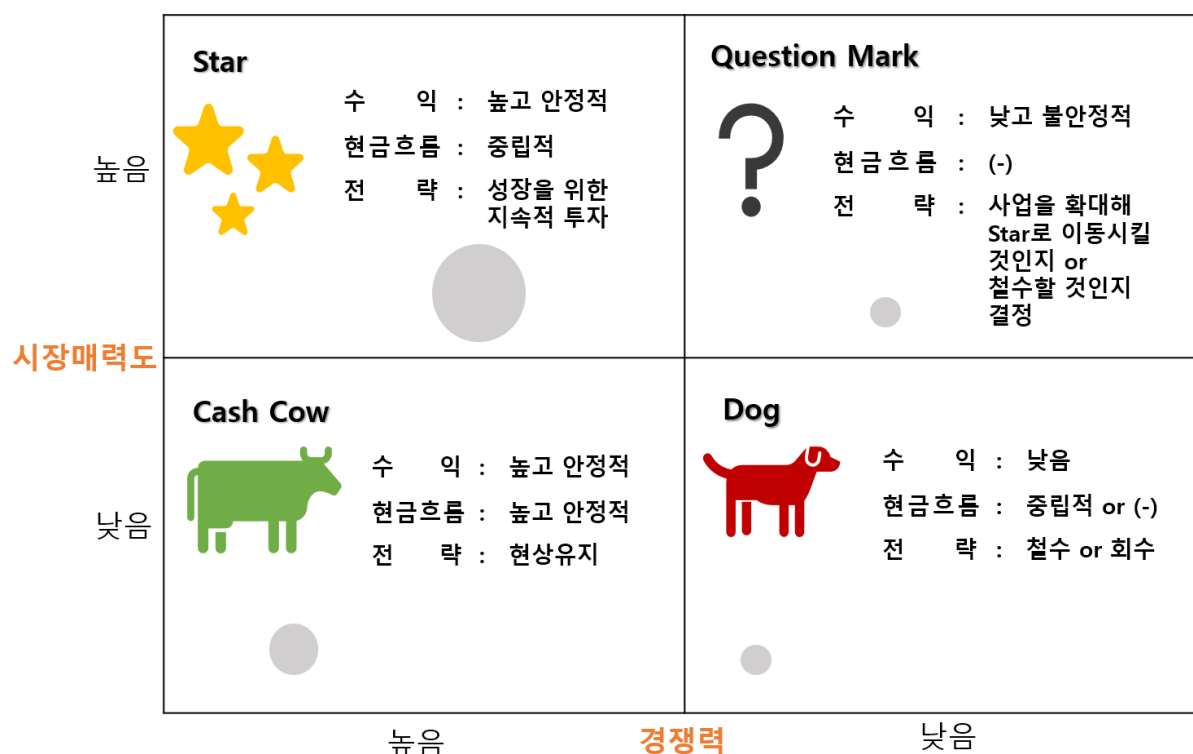 Star
수 익 : 높고 안정적
현금흐름 : 중립적
전 략 : 성장을 위한
지속적 투자
Question Mark
수 익 : 낮고 불안정적
현금흐름 : (-)
전 략 : 사업을 확대해
Star로 이동시킬
것인지 or
철수할 것인지
결정
높음
시장매력도
Cash Cow
수 익 : 높고 안정적
현금흐름 : 높고 안정적
전 략 : 현상유지
Dog
수 익 : 낮음
현금흐름 : 중립적 or (-)
전 략 : 철수 or 회수
낮음
높음
경쟁력
낮음